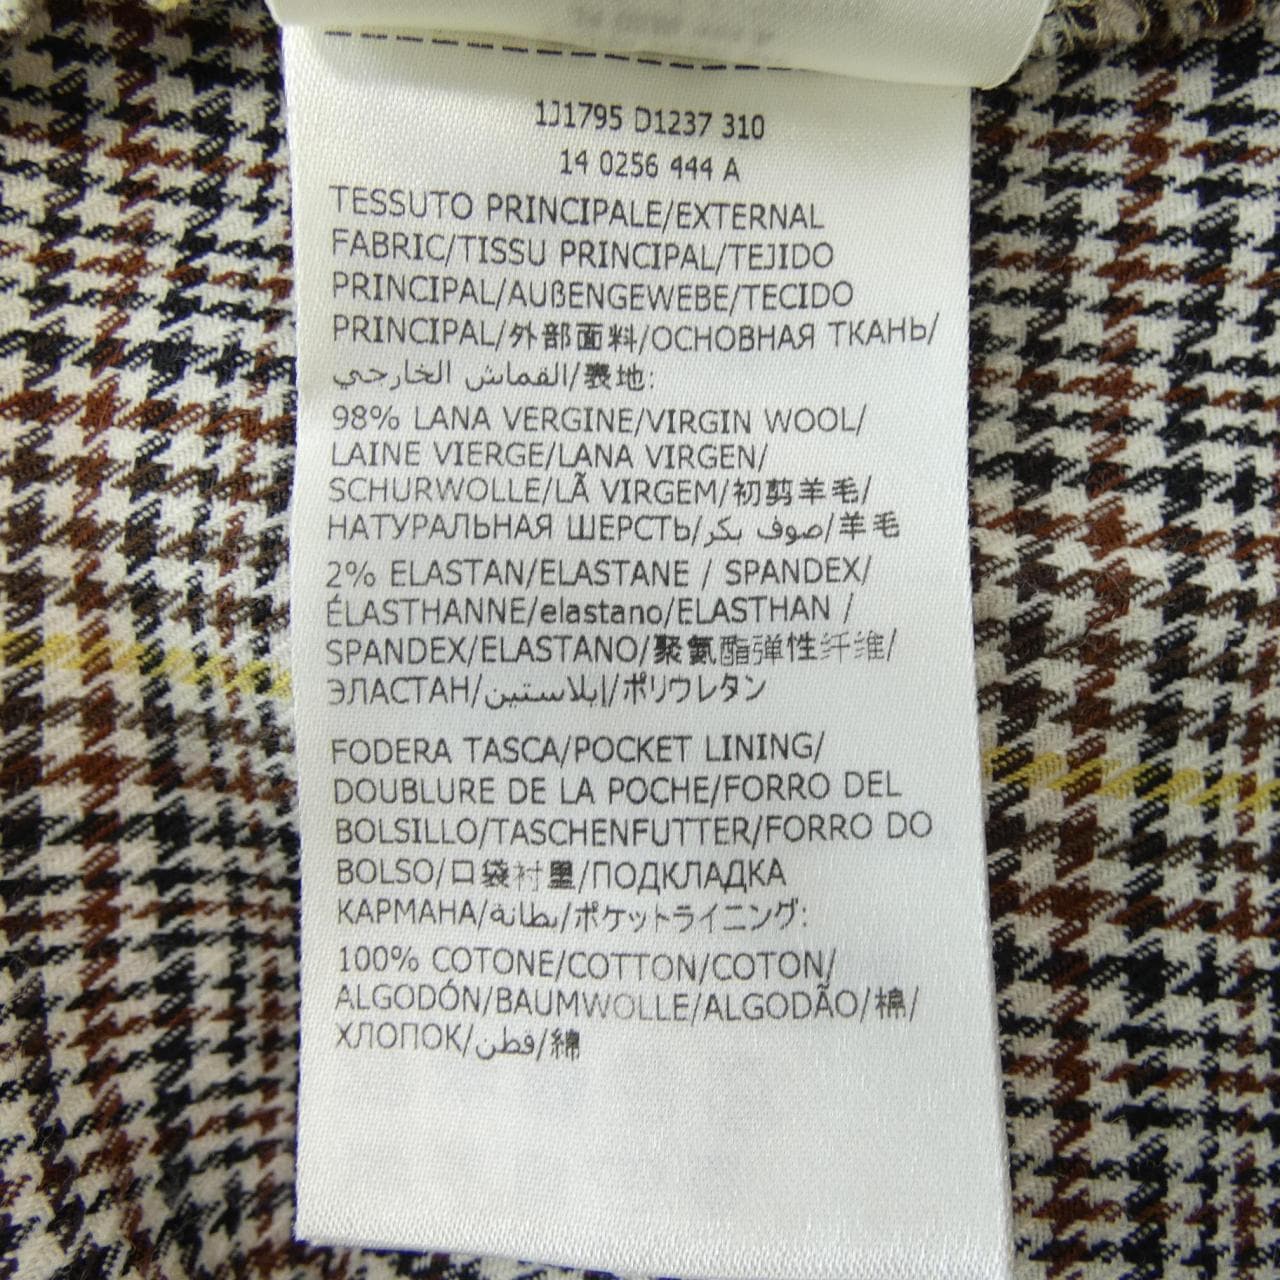 1J1795 D1237 310
14 0256 444 A
TESSUTO PRINCIPALE/EXTERNAL
FABRIC/TISSU PRINCIPAL/TEJIDO
PRINCIPAL/AUßENGEWEBE/TECIDO
PRINCIPAL/外部面料/ОСНОВНАЯ ТКАНЬ/
القماش الخارجي/表地:
98% LANA VERGINE/VIRGIN WOOL/
LAINE VIERGE/LANA VIRGEN/
SCHURWOLLE/LÃ VIRGEM/初剪羊毛/
НАТУРАЛЬНАЯ ШЕРСТЬ/صوف بكر/羊毛
2% ELASTAN/ELASTANE / SPANDEX/
ÉLASTHANNE/elastano/ELASTHAN /
SPANDEX/ELASTANO/聚氨酯弹性纤维/
ЭЛАСТАН/إيلاستين/ポリウレタン
FODERA TASCA/POCKET LINING/
DOUBLURE DE LA POCHE/FORRO DEL
BOLSILLO/TASCHENFUTTER/FORRO DO
BOLSO/口袋衬里/ПОДКЛАДКА
КАРМАНА/بطانة/ポケットライニング:
100% COTONE/COTTON/COTON/
ALGODÓN/BAUMWOLLE/ALGODÃO/棉/
ХЛОПОК/قطن/綿